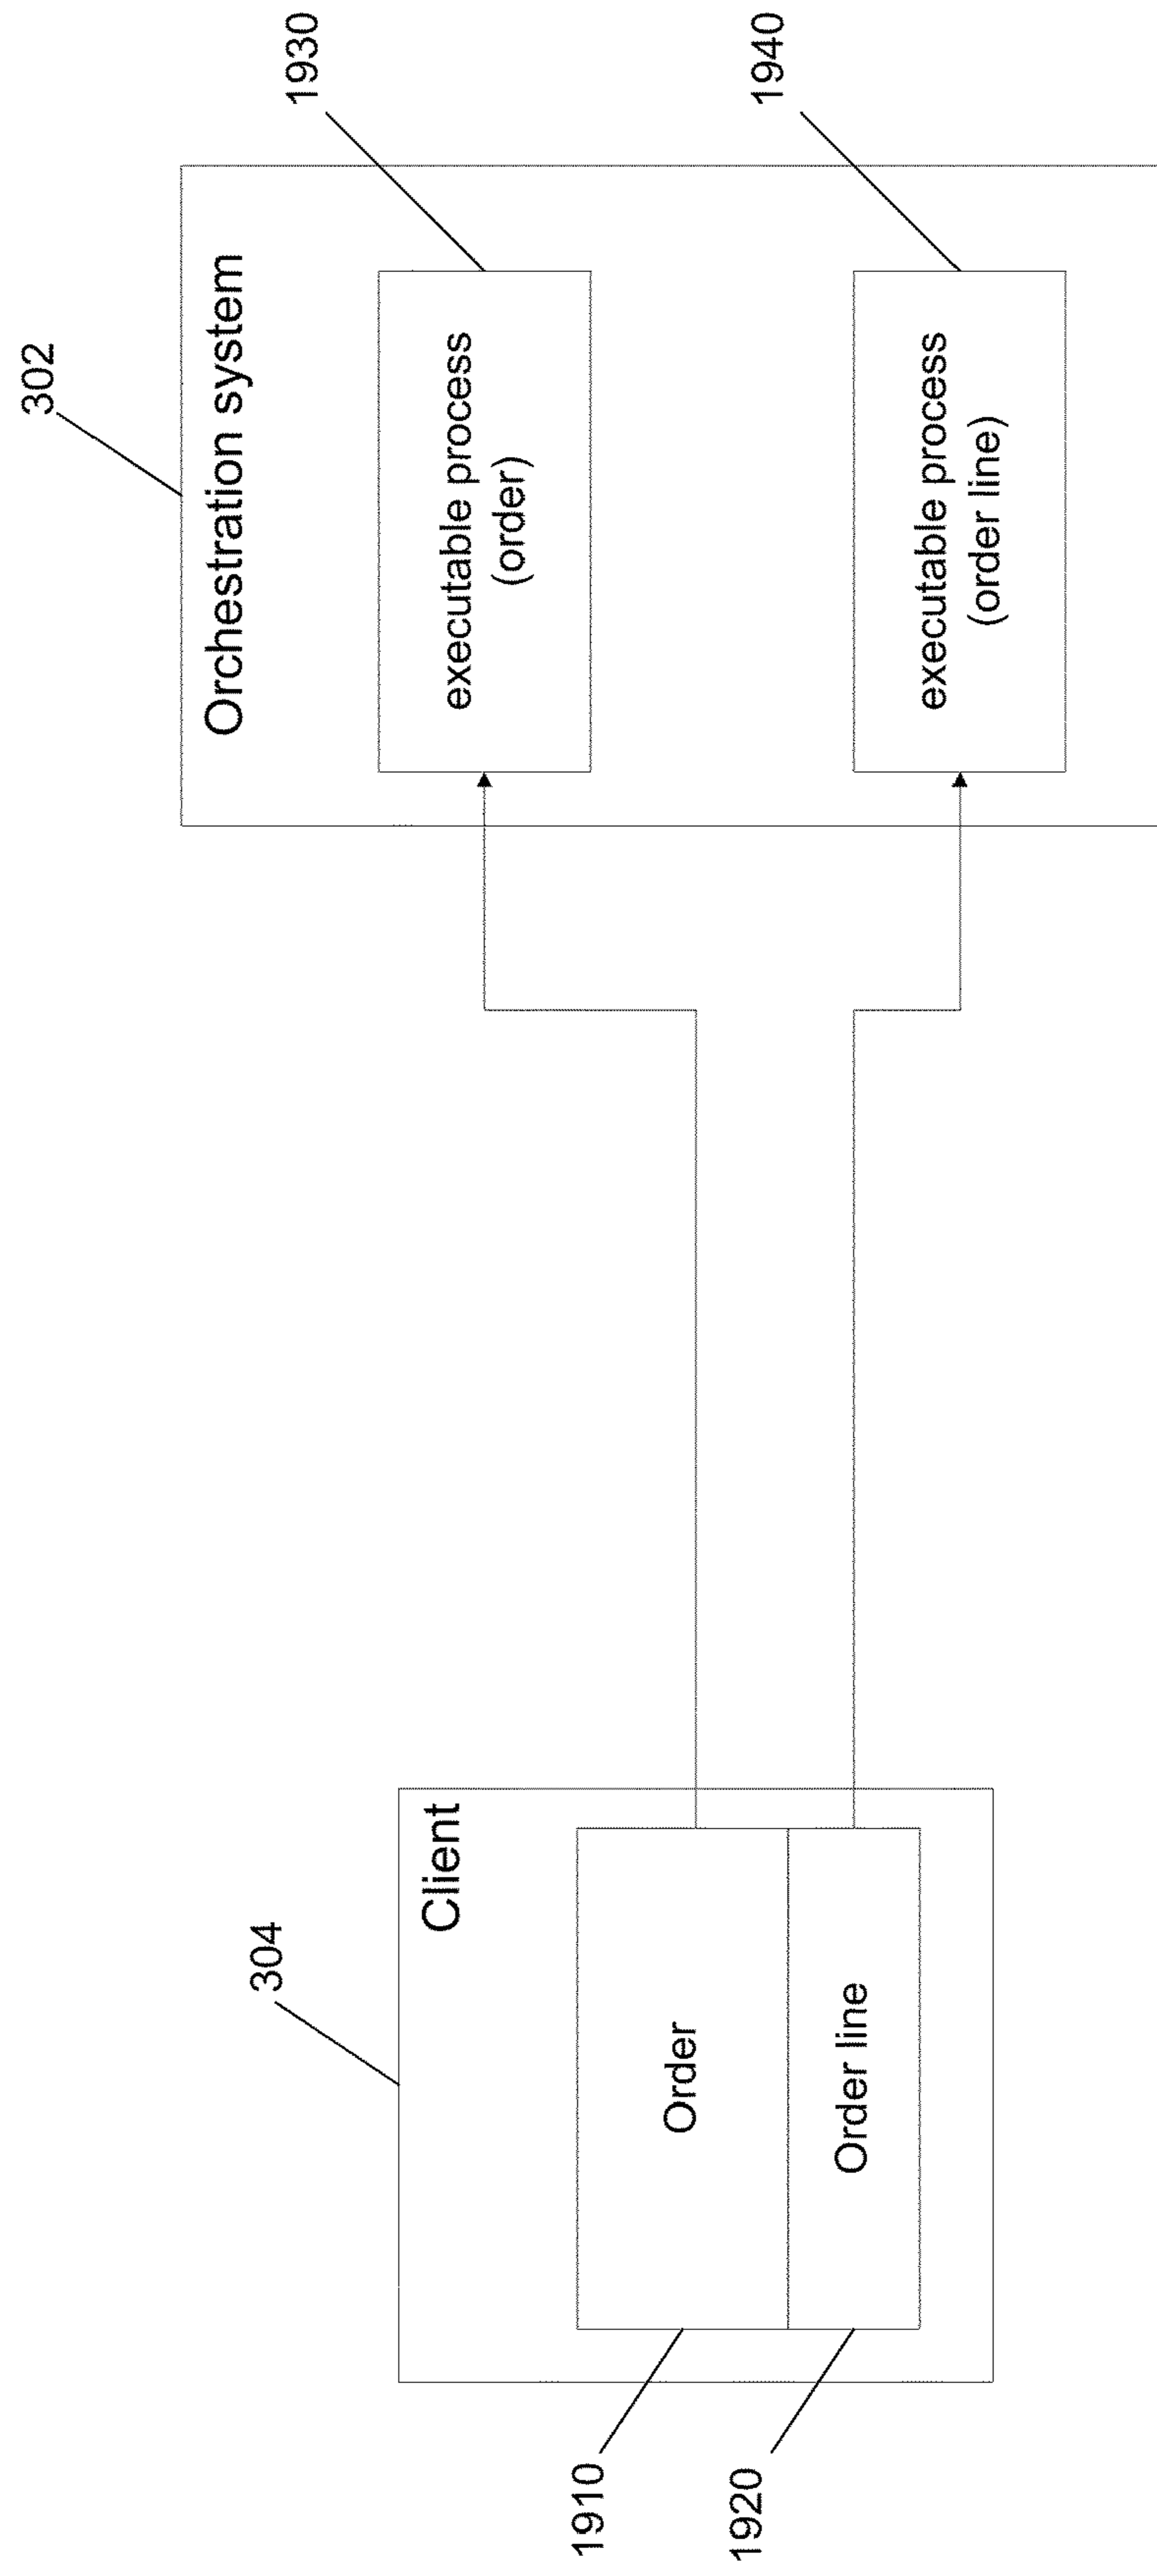 304
Client
1910
Order
1920
Order line
302
Orchestration system
1930
executable process
(order)
1940
executable process
(order line)